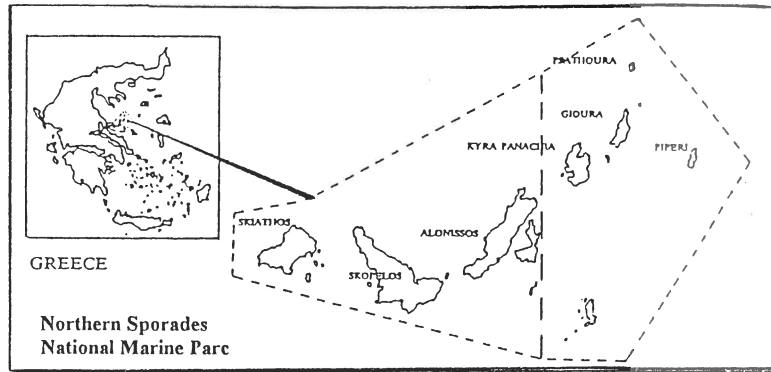 PSATHOURA
GIOURA
KYRA PANAGIA
PIPERI
SKIATHOS
ALONISSOS
SKOPELOS
GREECE
Northern Sporades
National Marine Parc